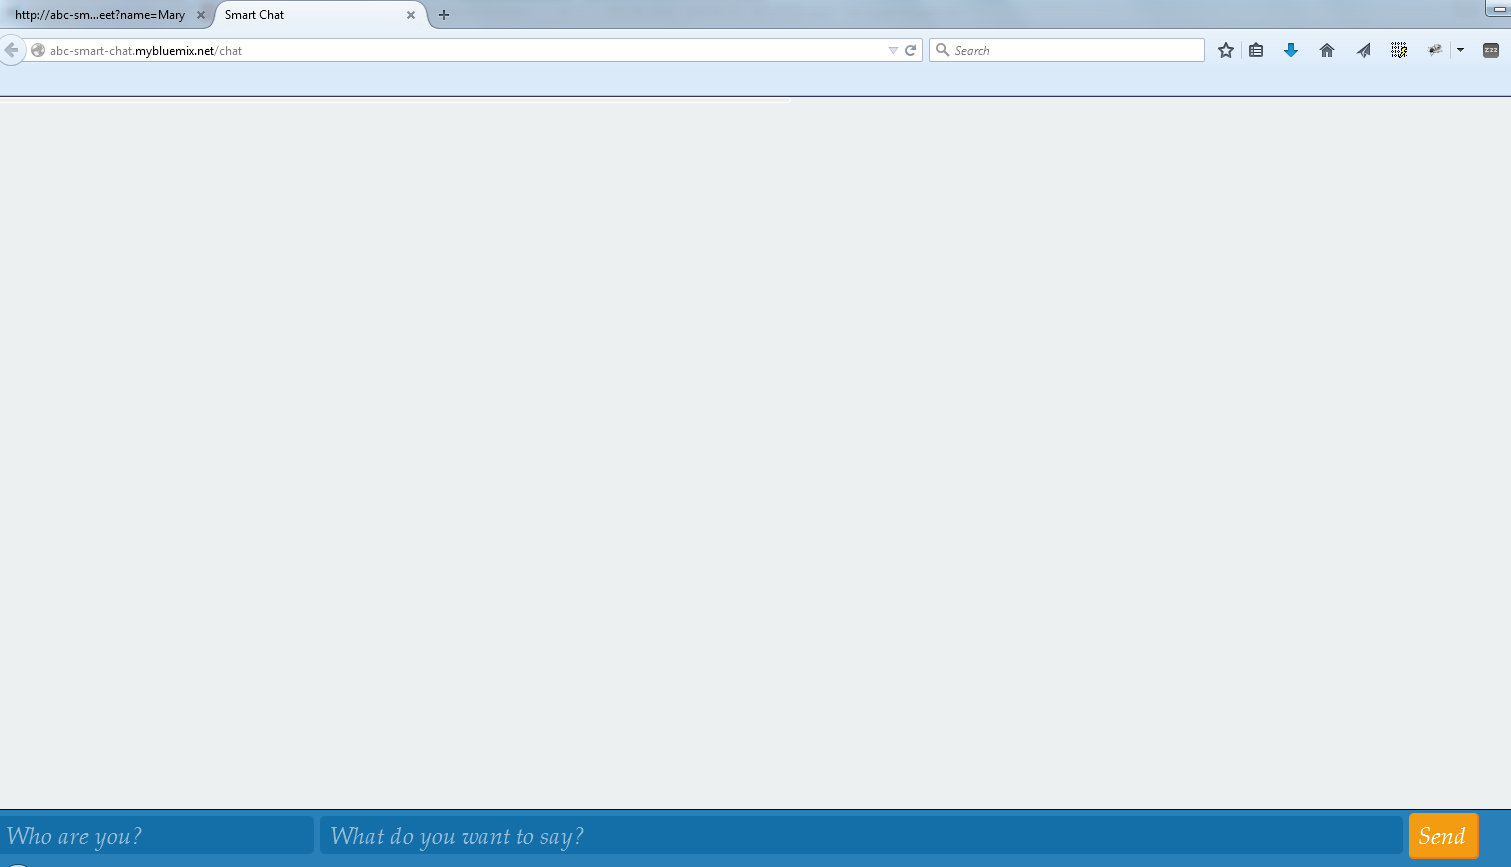 http://abc-sm...eet?name=Mary
Smart Chat
abc-smart-chat.mybluemix.net/chat
Search
zzz
Who are you?
What do you want to say?
Send